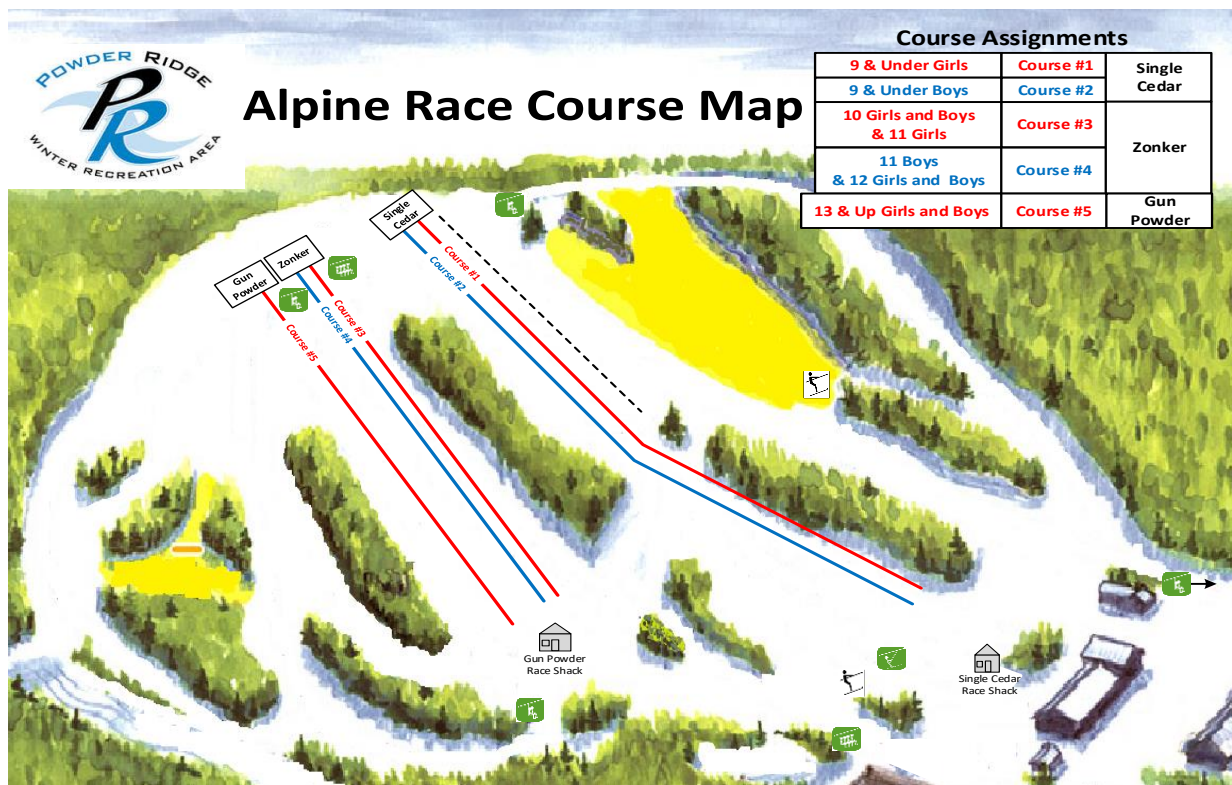 POWDER RIDGE
PR
WINTER RECREATION AREA
Alpine Race Course Map
Course Assignments
9 & Under Girls
Course #1
Single
Cedar
9 & Under Boys
Course #2
10 Girls and Boys
& 11 Girls
Course #3
Zonker
11 Boys
& 12 Girls and Boys
Course #4
13 & Up Girls and Boys
Course #5
Gun
Powder
Single
Cedar
Zonker
Gun
Powder
Course #1
Course #2
Course #3
Course #4
Course #5
Gun Powder
Race Shack
Single Cedar
Race Shack